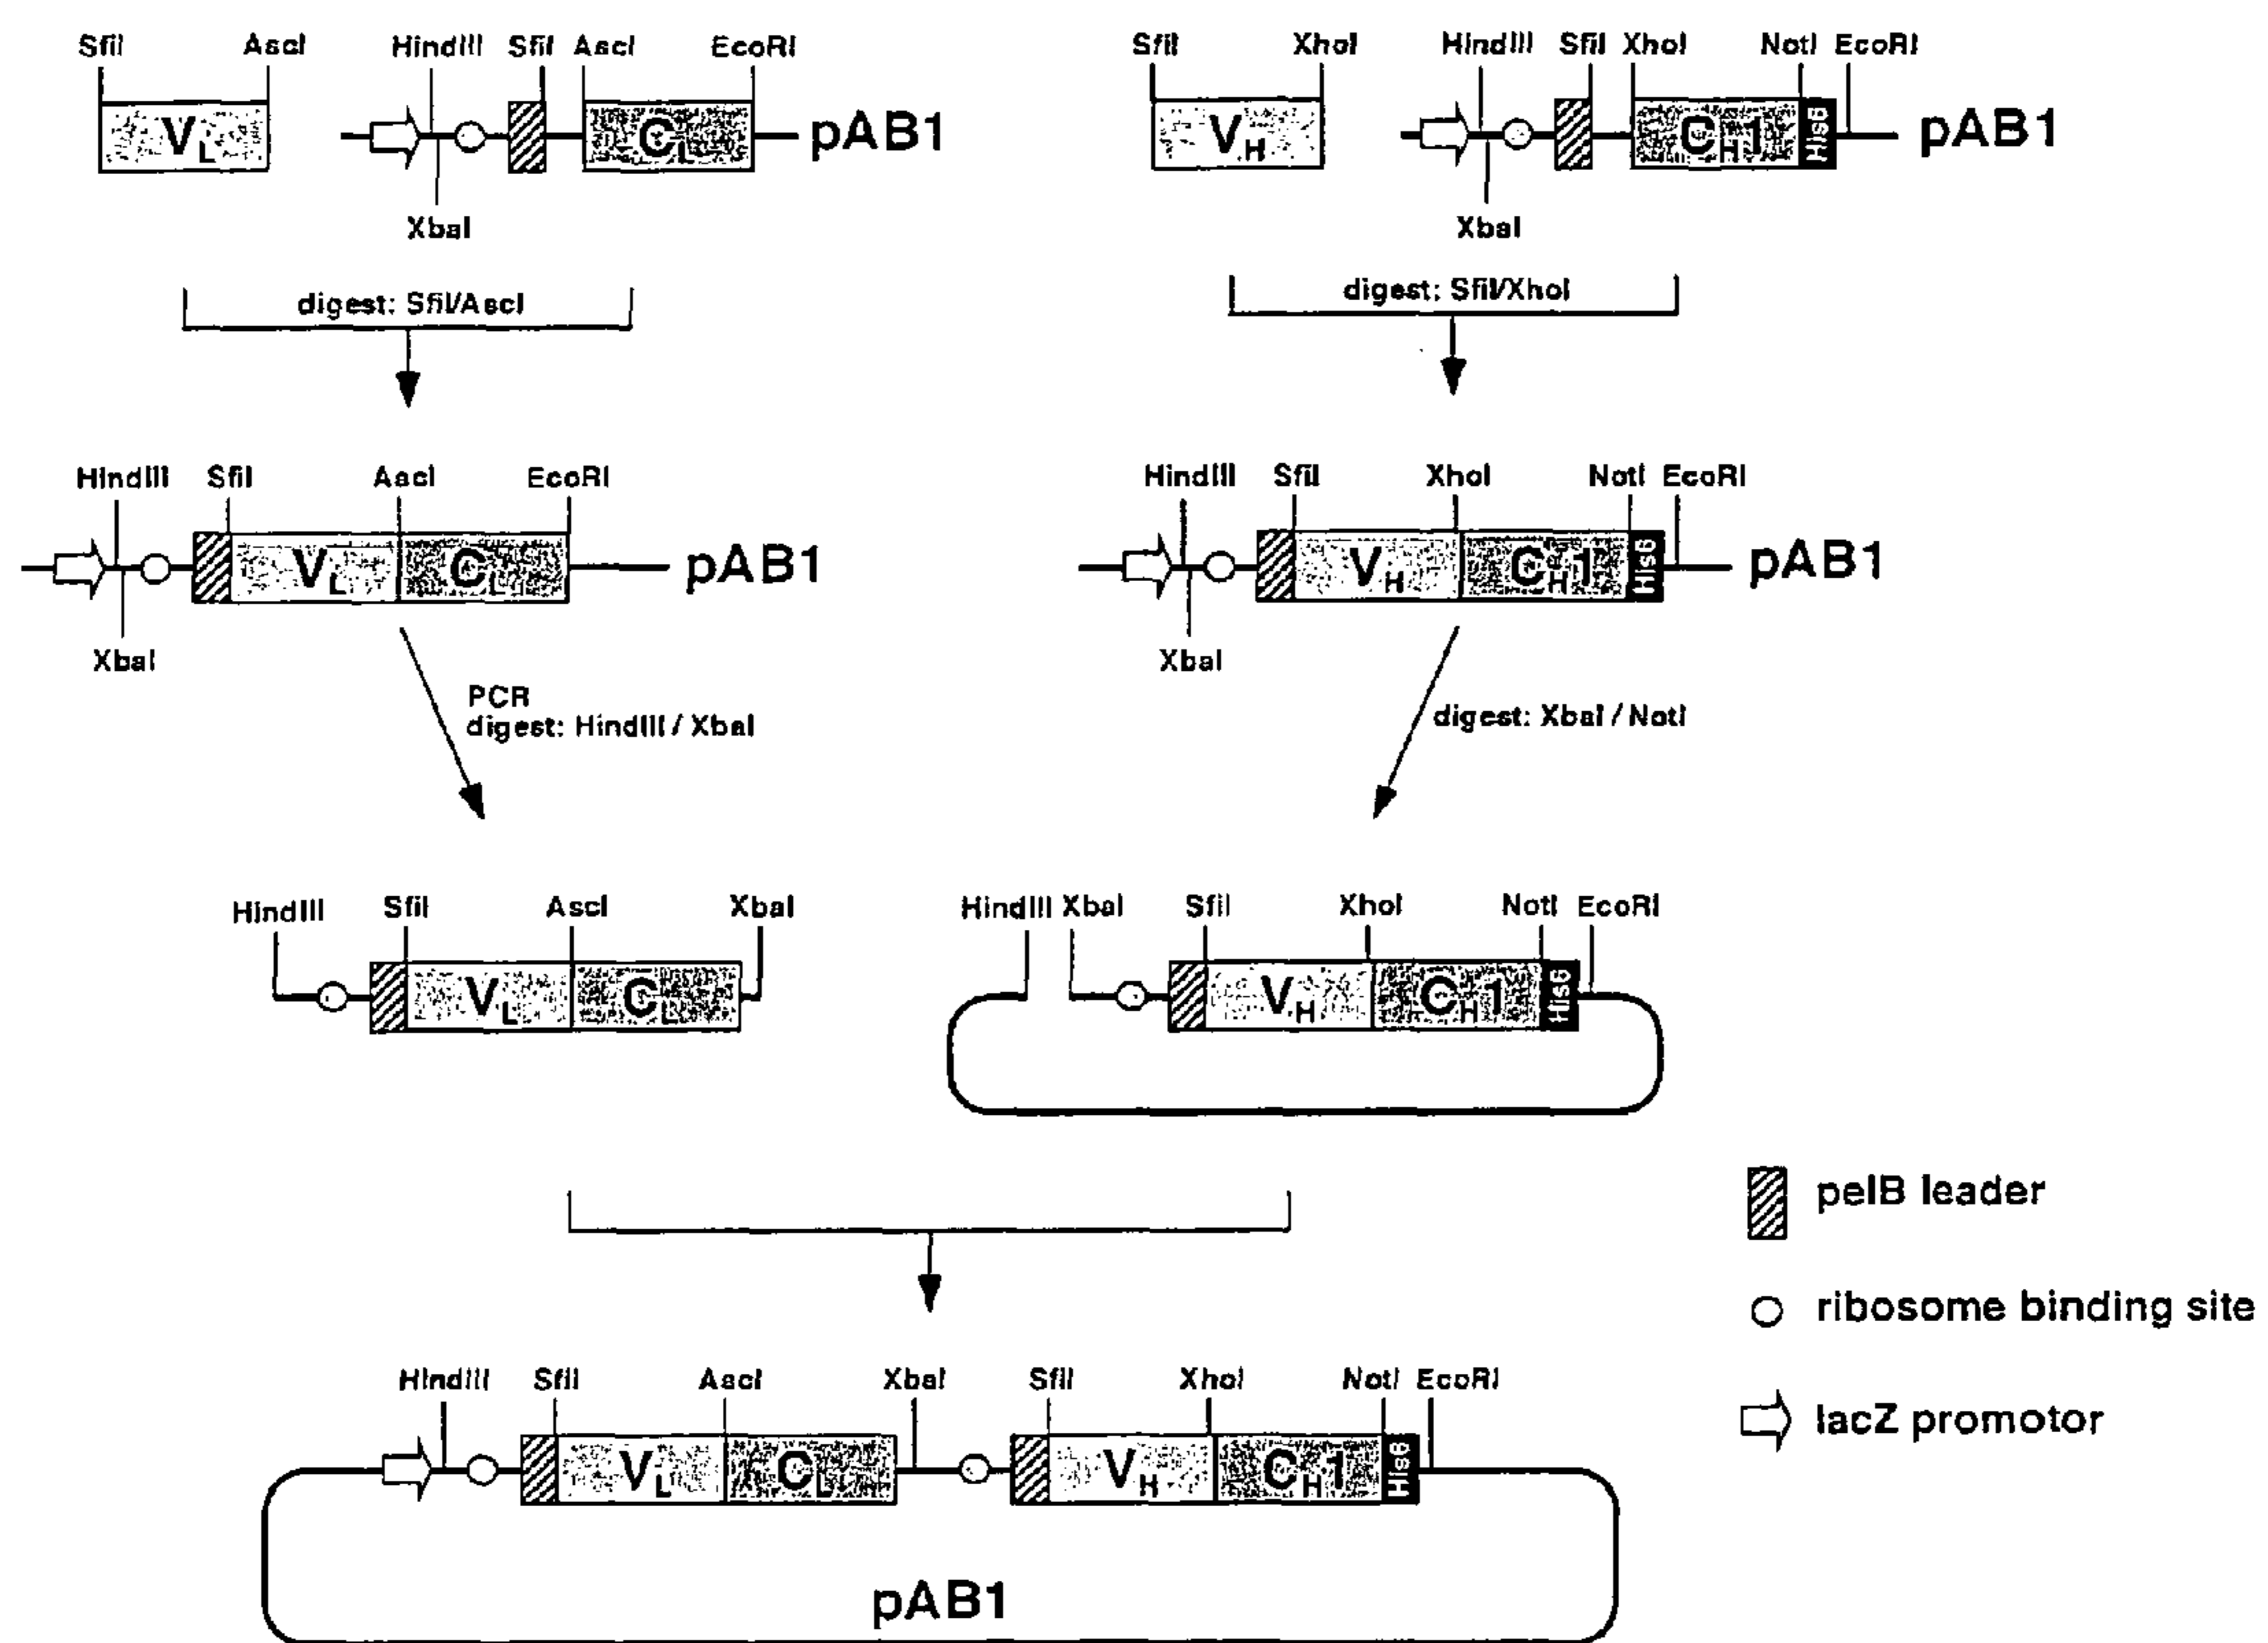 SfiI AscI HindIII SfiI AscI EcoRI
VL CL pAB1
XbaI
digest: SfiI/AscI
SfiI XhoI HindIII SfiI XhoI NotI EcoRI
VH CH1 His6 pAB1
XbaI
digest: SfiI/XhoI
HindIII SfiI AscI EcoRI
VL CL pAB1
XbaI
PCR
digest: HindIII / XbaI
HindIII SfiI XhoI NotI EcoRI
VH CH1 His6 pAB1
XbaI
digest: XbaI / NotI
HindIII SfiI AscI XbaI
VL CL
HindIII XbaI SfiI XhoI NotI EcoRI
VH CH1 His6
pelB leader
ribosome binding site
lacZ promotor
HindIII SfiI AscI XbaI SfiI XhoI NotI EcoRI
VL CL VH CH1 His6
pAB1